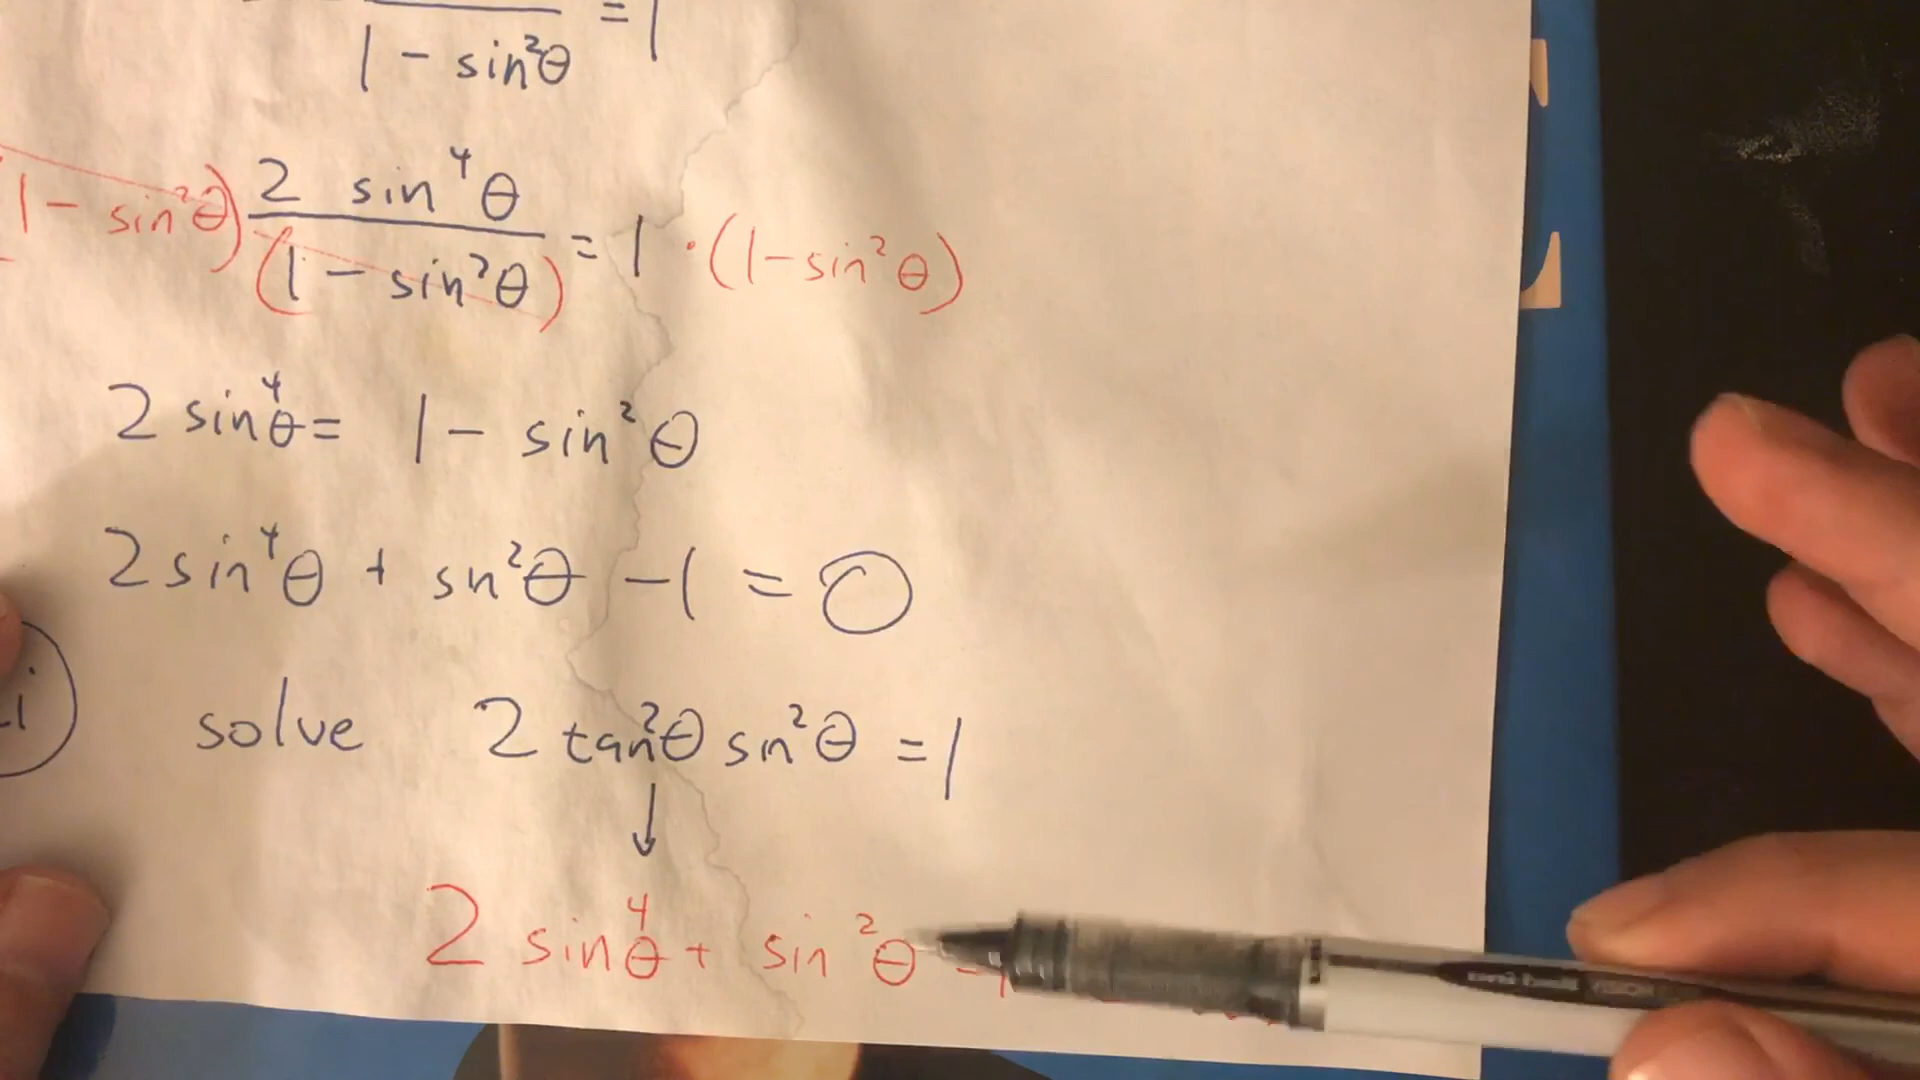 1 - sin²θ = 1
1 - sin²θ) 2 sin⁴θ / (1 - sin²θ) = 1 · (1-sin²θ)
2 sin⁴θ = 1 - sin²θ
2 sin⁴θ + sn²θ - 1 = 0
i solve 2 tan²θ sn²θ = 1
↓
2 sin⁴θ + sin²θ -1